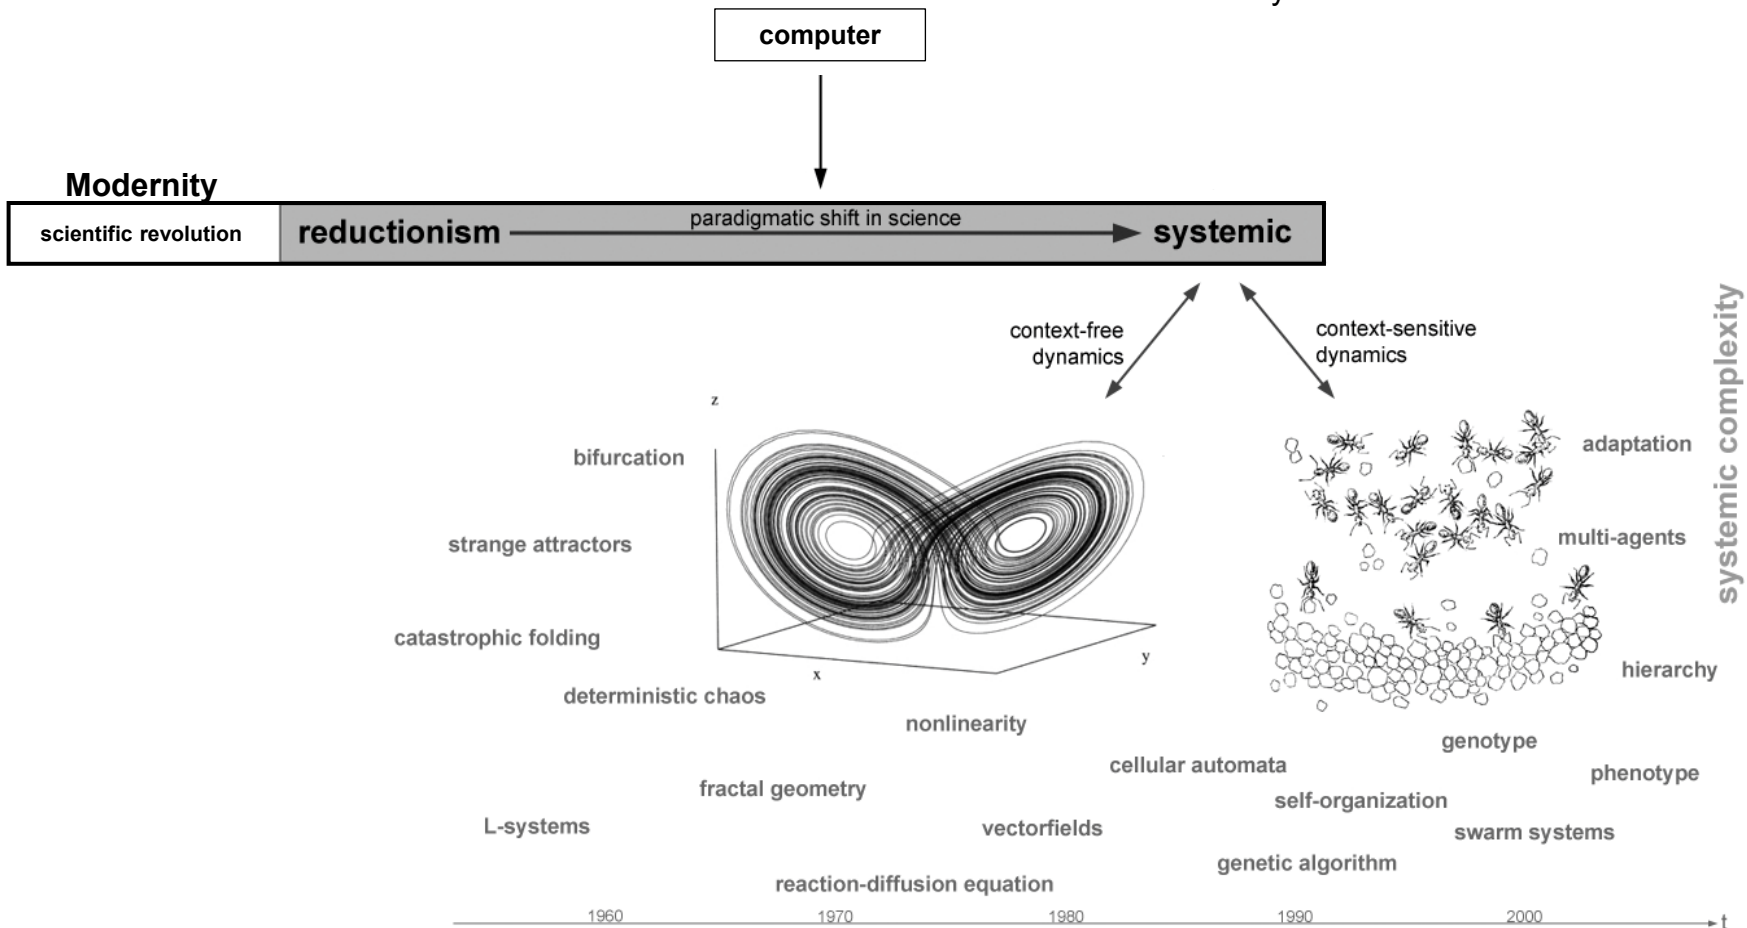 computer
Modernity
scientific revolution
reductionism
paradigmatic shift in science
systemic
context-free
dynamics
context-sensitive
dynamics
systemic complexity
z
bifurcation
adaptation
strange attractors
multi-agents
catastrophic folding
y
x
hierarchy
deterministic chaos
nonlinearity
genotype
cellular automata
phenotype
fractal geometry
self-organization
L-systems
vectorfields
swarm systems
genetic algorithm
reaction-diffusion equation
1960
1970
1980
1990
2000
t